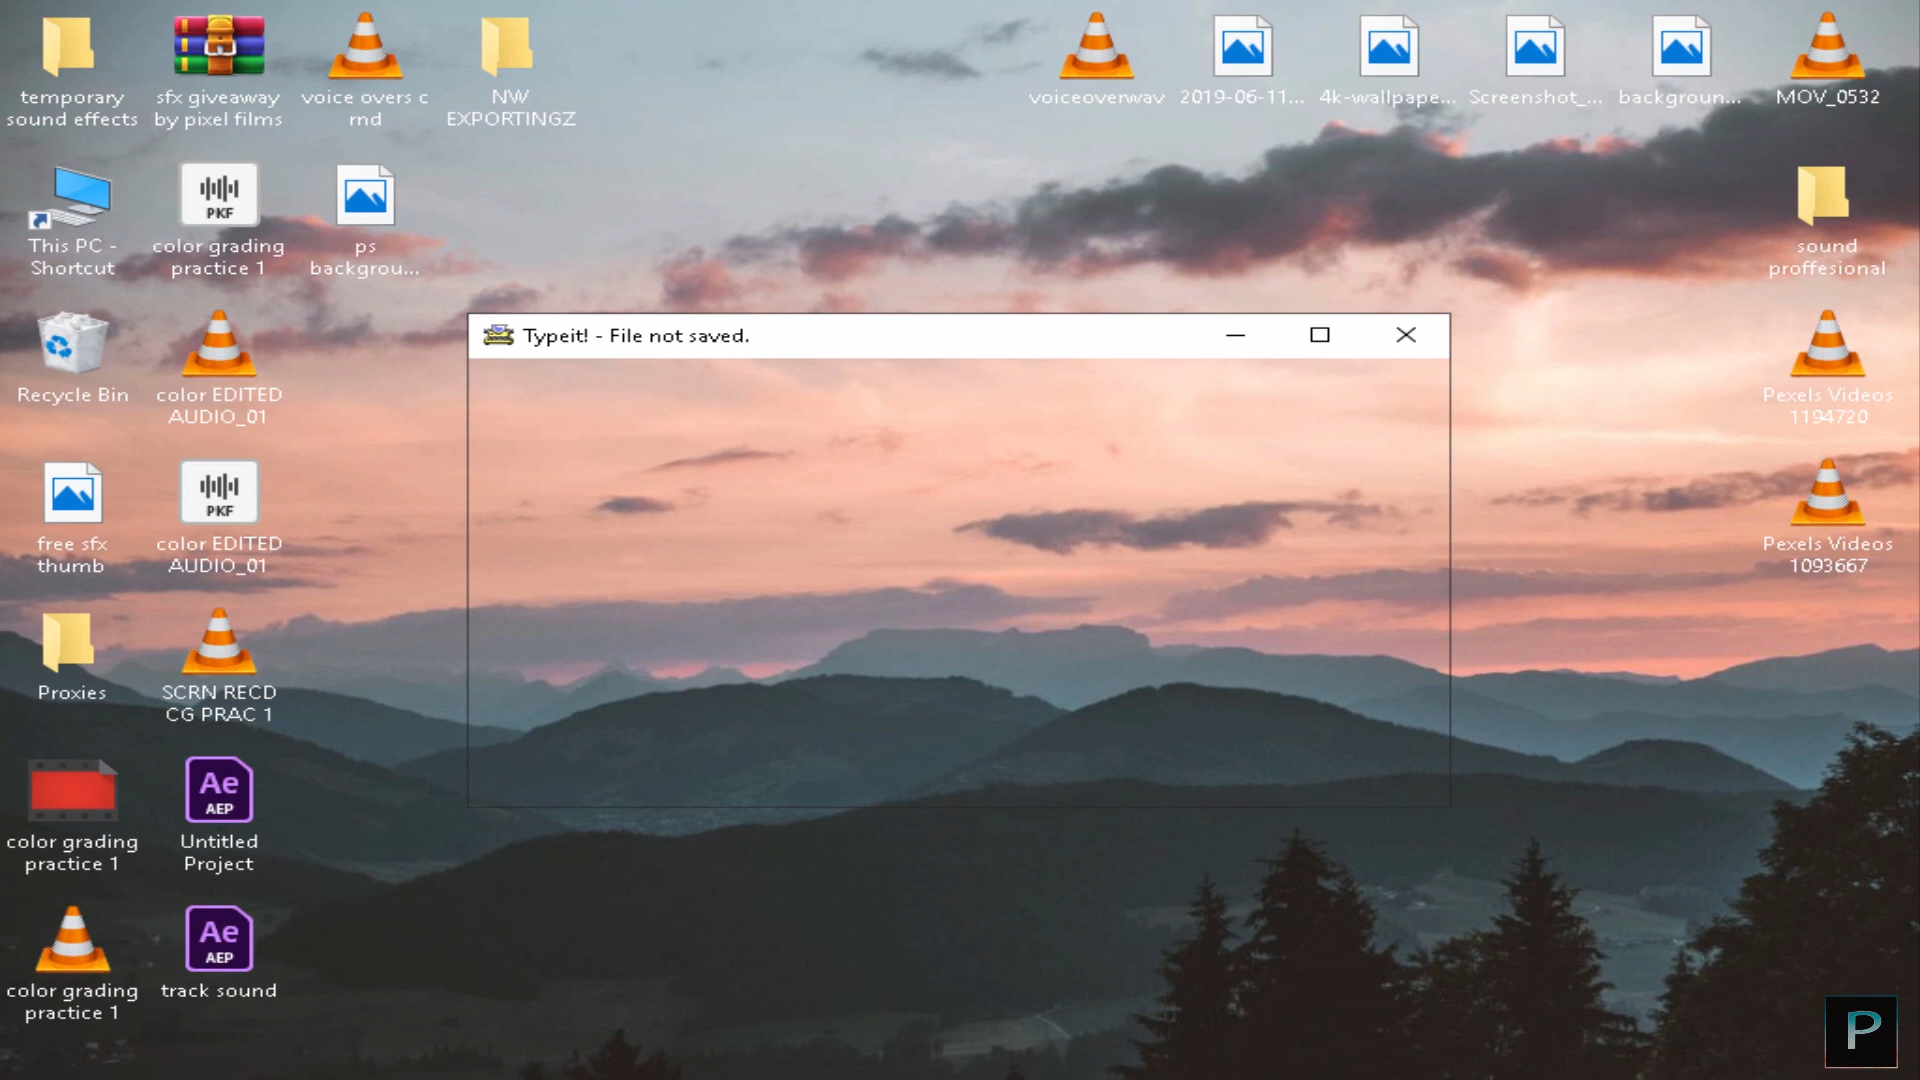 temporary
sound effects
sfx giveaway
by pixel films
voice overs c
rnd
NW
EXPORTINGZ
voiceoverwav
2019-06-11...
4k-wallpape...
Screenshot_...
backgroun...
MOV_0532
This PC -
Shortcut
PKF
color grading
practice 1
ps
backgrou...
sound
proffesional
Typeit! - File not saved.
Recycle Bin
color EDITED
AUDIO_01
Pexels Videos
1194720
free sfx
thumb
PKF
color EDITED
AUDIO_01
Pexels Videos
1093667
Proxies
SCRN RECD
CG PRAC 1
color grading
practice 1
Ae
AEP
Untitled
Project
color grading
practice 1
Ae
AEP
track sound
P